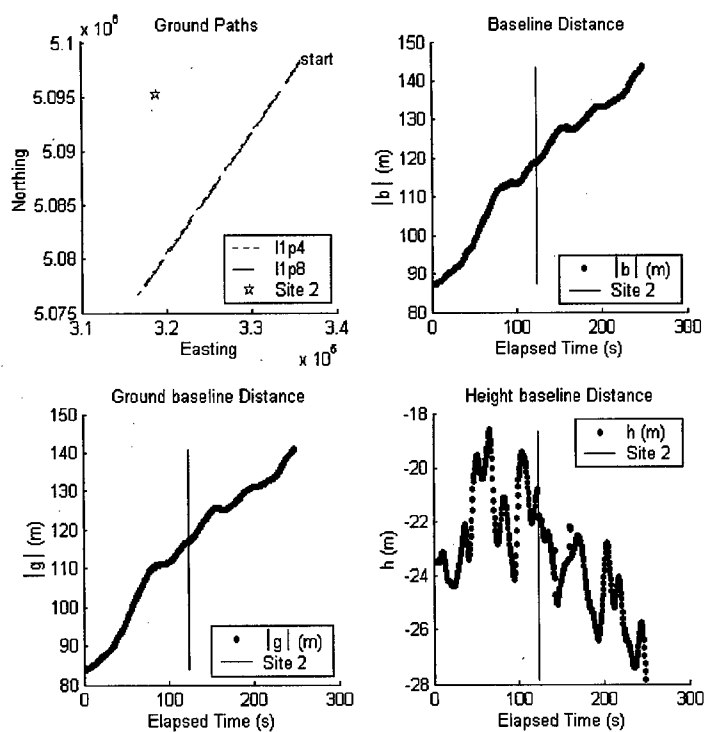 Ground Paths
x 10^6
5.1
5.095
5.09
5.085
5.08
5.075
Northing
start
l1p4
l1p8
☆ Site 2
3.1
3.2
3.3
3.4
Easting
x 10^6
Baseline Distance
150
140
130
120
110
100
90
80
|b| (m)
|b| (m)
Site 2
0
100
200
300
Elapsed Time (s)
Ground baseline Distance
150
140
130
120
110
100
90
80
|g| (m)
|g| (m)
Site 2
0
100
200
300
Elapsed Time (s)
Height baseline Distance
-18
-20
-22
-24
-26
-28
h (m)
h (m)
Site 2
0
100
200
300
Elapsed Time (s)